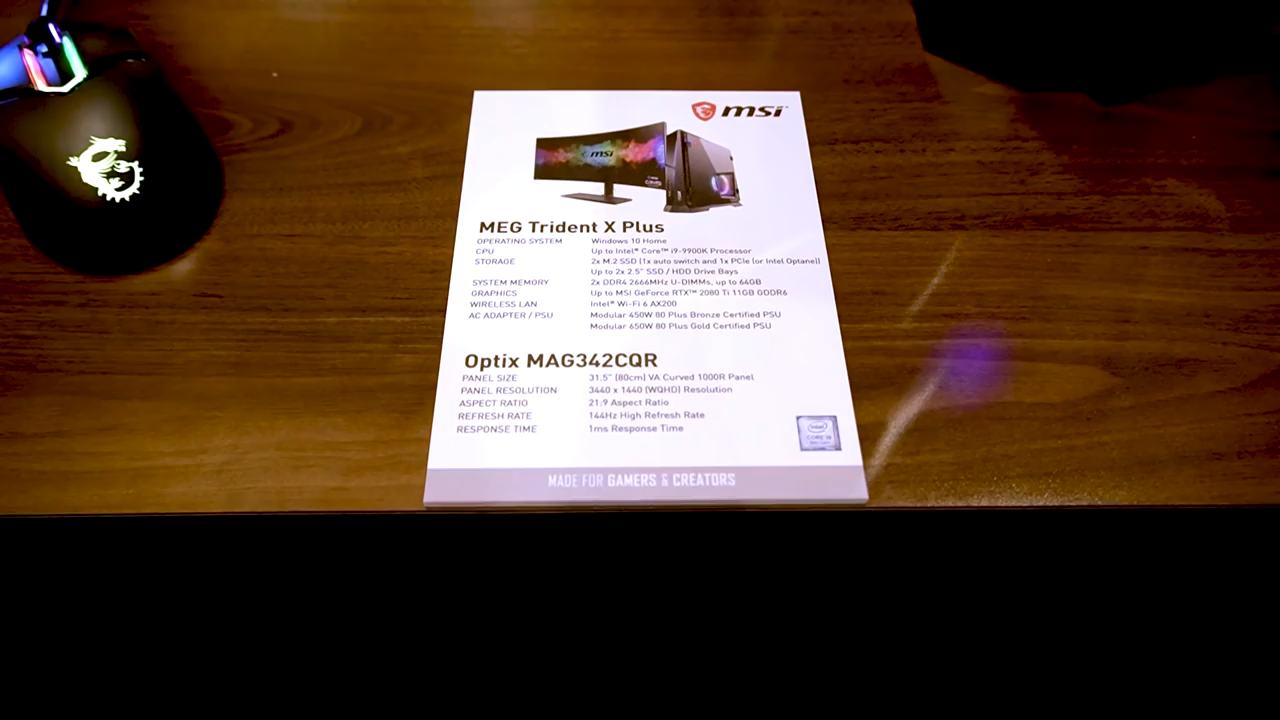 msi
msi
MEG Trident X Plus
OPERATING SYSTEM Windows 10 Home
CPU Up to Intel® Core™ i9-9900K Processor
STORAGE 2x M.2 SSD (1x auto switch and 1x PCIe (or Intel Optane))
Up to 2x 2.5" SSD / HDD Drive Bays
SYSTEM MEMORY 2x DDR4 2666MHz U-DIMMs, up to 64GB
GRAPHICS Up to MSI GeForce RTX™ 2080 Ti 11GB GDDR6
WIRELESS LAN Intel® Wi-Fi 6 AX200
AC ADAPTER / PSU Modular 450W 80 Plus Bronze Certified PSU
Modular 650W 80 Plus Gold Certified PSU
Optix MAG342CQR
PANEL SIZE 31.5" (80cm) VA Curved 1000R Panel
PANEL RESOLUTION 3440 x 1440 (WQHD) Resolution
ASPECT RATIO 21:9 Aspect Ratio
REFRESH RATE 144Hz High Refresh Rate
RESPONSE TIME 1ms Response Time
intel
CORE i9
MADE FOR GAMERS & CREATORS